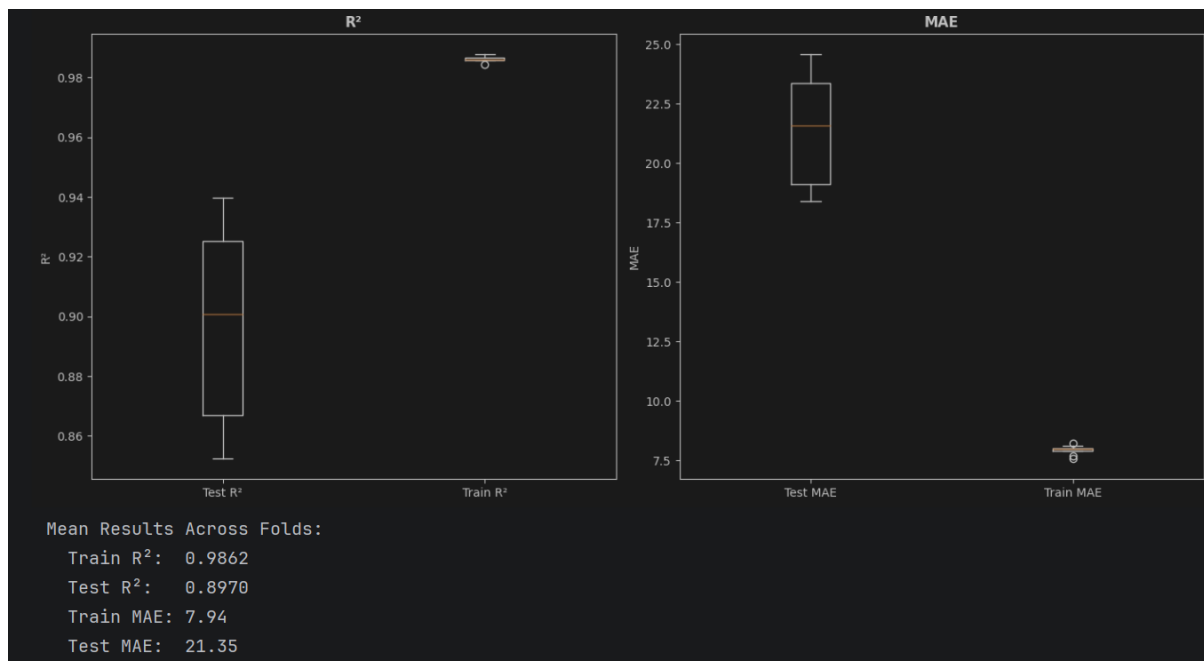 R²
MAE
0.98
0.96
0.94
0.92
0.90
0.88
0.86
R²
Test R²
Train R²
25.0
22.5
20.0
17.5
15.0
12.5
10.0
7.5
MAE
Test MAE
Train MAE
Mean Results Across Folds:
Train R²: 0.9862
Test R²: 0.8970
Train MAE: 7.94
Test MAE: 21.35